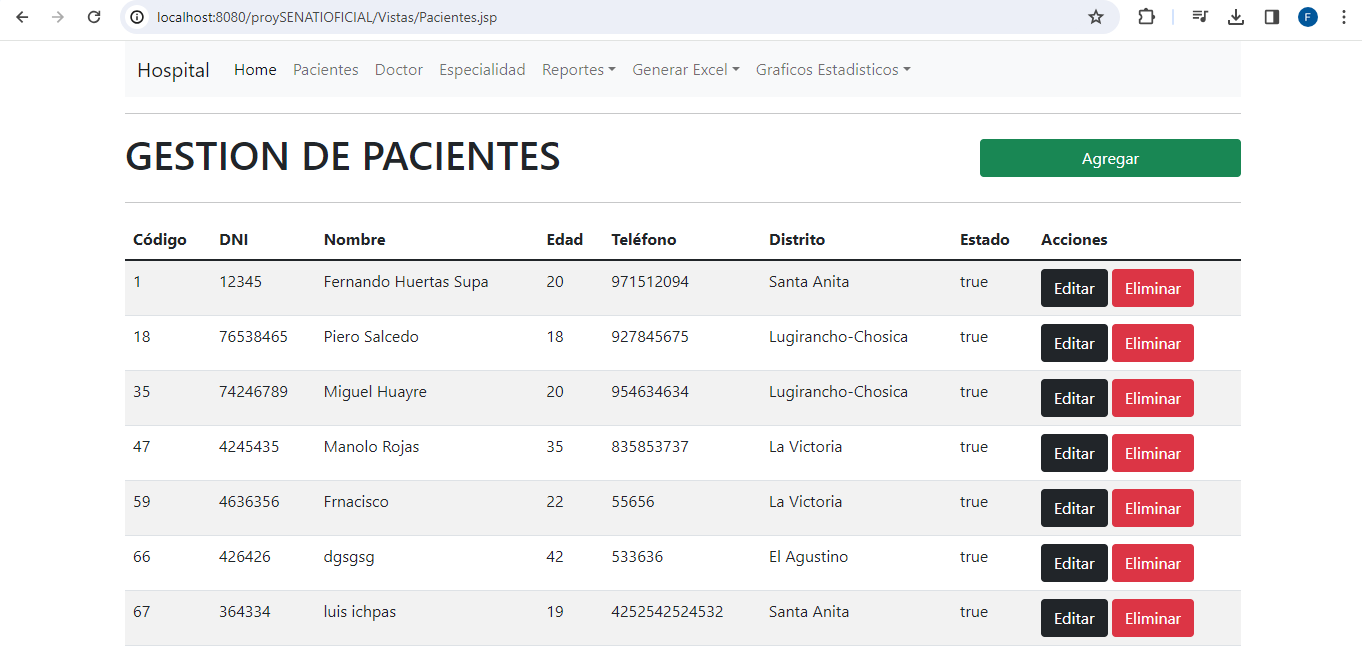 localhost:8080/proySENATIOFICIAL/Vistas/Pacientes.jsp
F
Hospital Home Pacientes Doctor Especialidad Reportes Generar Excel Graficos Estadisticos
GESTION DE PACIENTES
Agregar
Código DNI Nombre Edad Teléfono Distrito Estado Acciones
1 12345 Fernando Huertas Supa 20 971512094 Santa Anita true Editar Eliminar
18 76538465 Piero Salcedo 18 927845675 Lugirancho-Chosica true Editar Eliminar
35 74246789 Miguel Huayre 20 954634634 Lugirancho-Chosica true Editar Eliminar
47 4245435 Manolo Rojas 35 835853737 La Victoria true Editar Eliminar
59 4636356 Frnacisco 22 55656 La Victoria true Editar Eliminar
66 426426 dgsgsg 42 533636 El Agustino true Editar Eliminar
67 364334 luis ichpas 19 4252542524532 Santa Anita true Editar Eliminar